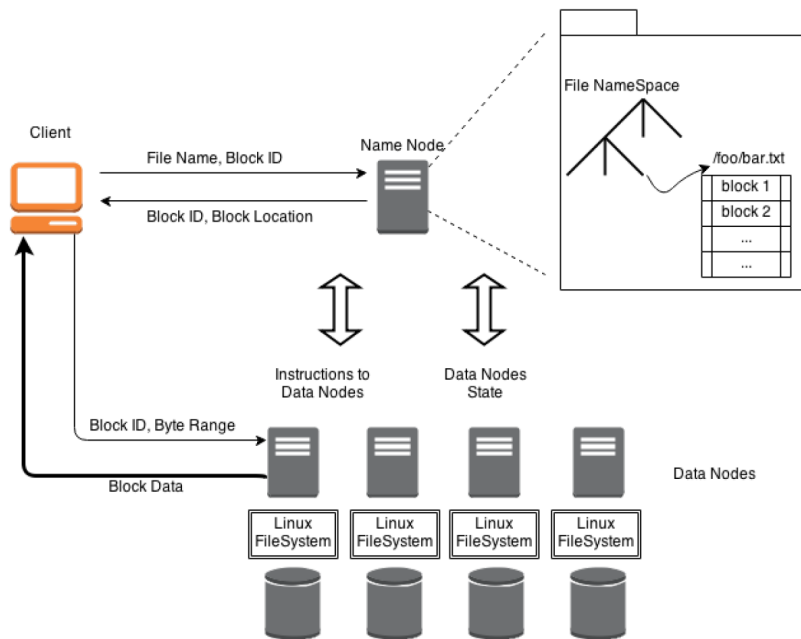 File NameSpace
Client
Name Node
File Name, Block ID
/foo/bar.txt
block 1
Block ID, Block Location
block 2
...
...
Instructions to
Data Nodes
Data Nodes
State
Block ID, Byte Range
Data Nodes
Block Data
Linux
FileSystem
Linux
FileSystem
Linux
FileSystem
Linux
FileSystem